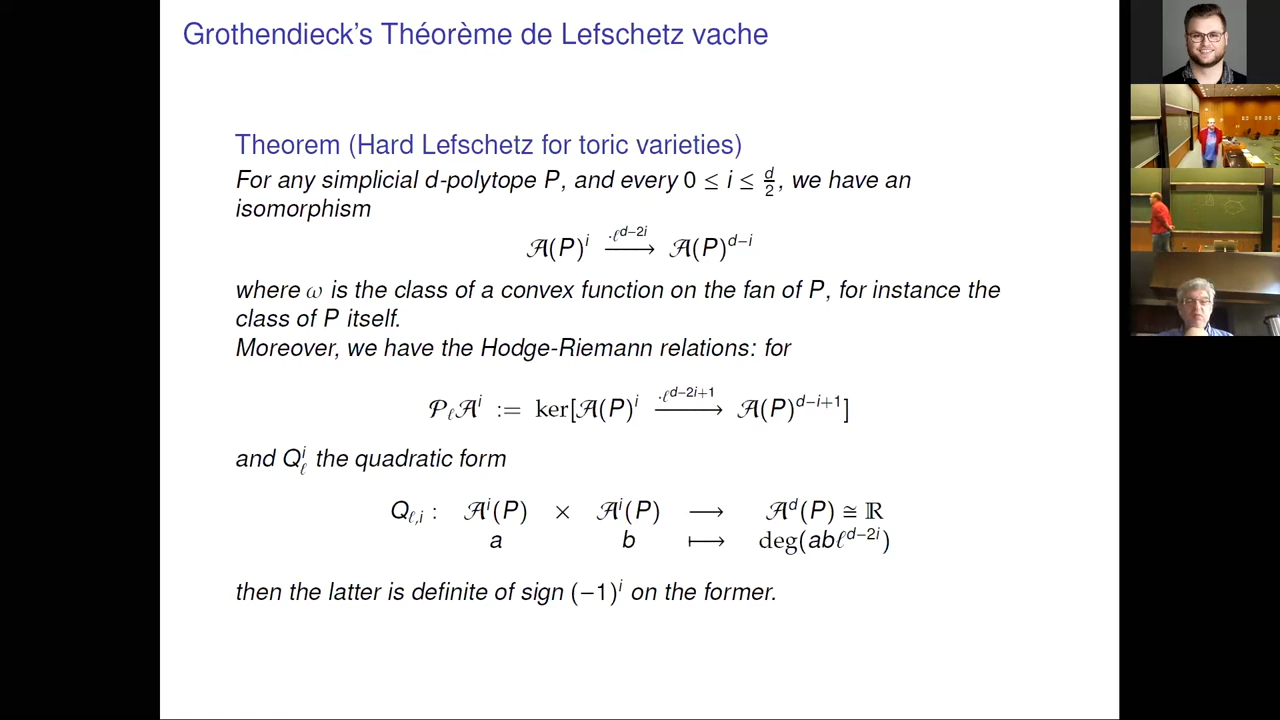 Grothendieck's Théorème de Lefschetz vache
Theorem (Hard Lefschetz for toric varieties)
For any simplicial d-polytope P, and every 0 ≤ i ≤ d/2, we have an
isomorphism
𝒜(P)^i —·ℓ^{d−2i}→ 𝒜(P)^{d−i}
where ω is the class of a convex function on the fan of P, for instance the
class of P itself.
Moreover, we have the Hodge-Riemann relations: for
𝒫_ℓ𝒜^i := ker[𝒜(P)^i —·ℓ^{d−2i+1}→ 𝒜(P)^{d−i+1}]
and Q_ℓ^i the quadratic form
Q_{ℓ,i} : 𝒜^i(P) × 𝒜^i(P) ⟶ 𝒜^d(P) ≅ ℝ
a b ⟼ deg(abℓ^{d−2i})
then the latter is definite of sign (−1)^i on the former.